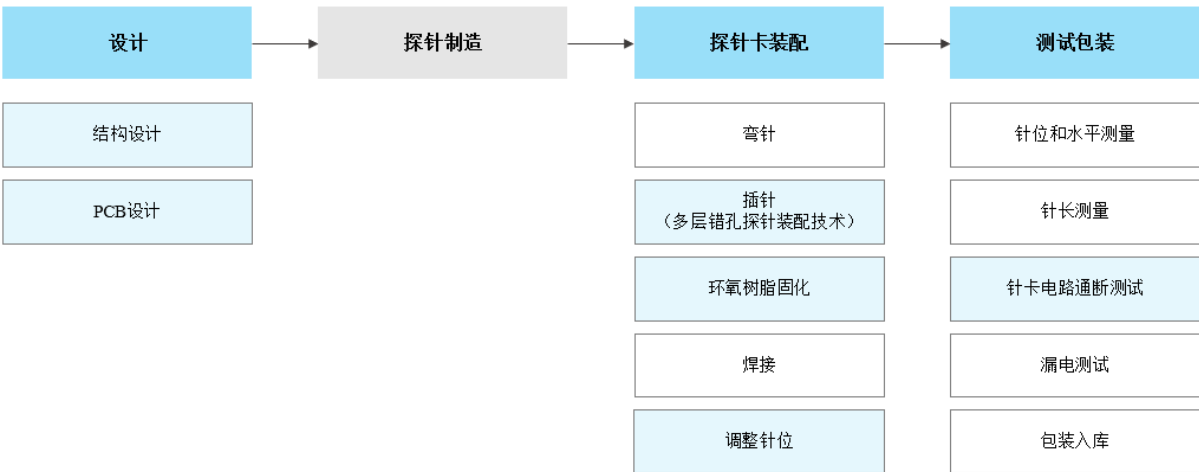 设计
探针制造
探针卡装配
测试包装
结构设计
PCB设计
弯针
插针
（多层错孔探针装配技术）
环氧树脂固化
焊接
调整针位
针位和水平测量
针长测量
针卡电路通断测试
漏电测试
包装入库